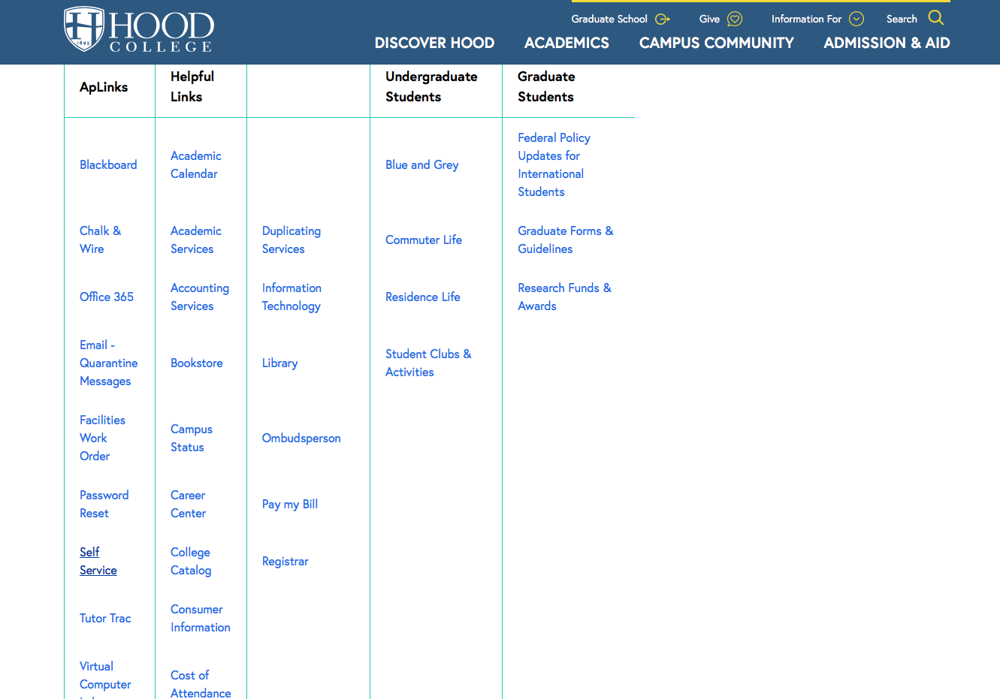 HOOD
COLLEGE
1893
Graduate School
Give
Information For
Search
DISCOVER HOOD
ACADEMICS
CAMPUS COMMUNITY
ADMISSION & AID
ApLinks
Helpful
Links
Undergraduate
Students
Graduate
Students
Blackboard
Academic
Calendar
Blue and Grey
Federal Policy
Updates for
International
Students
Chalk &
Wire
Academic
Services
Duplicating
Services
Commuter Life
Graduate Forms &
Guidelines
Office 365
Accounting
Services
Information
Technology
Residence Life
Research Funds &
Awards
Email -
Quarantine
Messages
Bookstore
Library
Student Clubs &
Activities
Facilities
Work
Order
Campus
Status
Ombudsperson
Password
Reset
Career
Center
Pay my Bill
Self
Service
College
Catalog
Registrar
Tutor Trac
Consumer
Information
Virtual
Computer
Cost of
Attendance